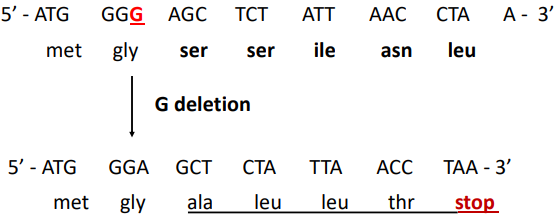 5’ - ATG GGG AGC TCT ATT AAC CTA A - 3’
met gly ser ser ile asn leu
G deletion
5’ - ATG GGA GCT CTA TTA ACC TAA - 3’
met gly ala leu leu thr stop